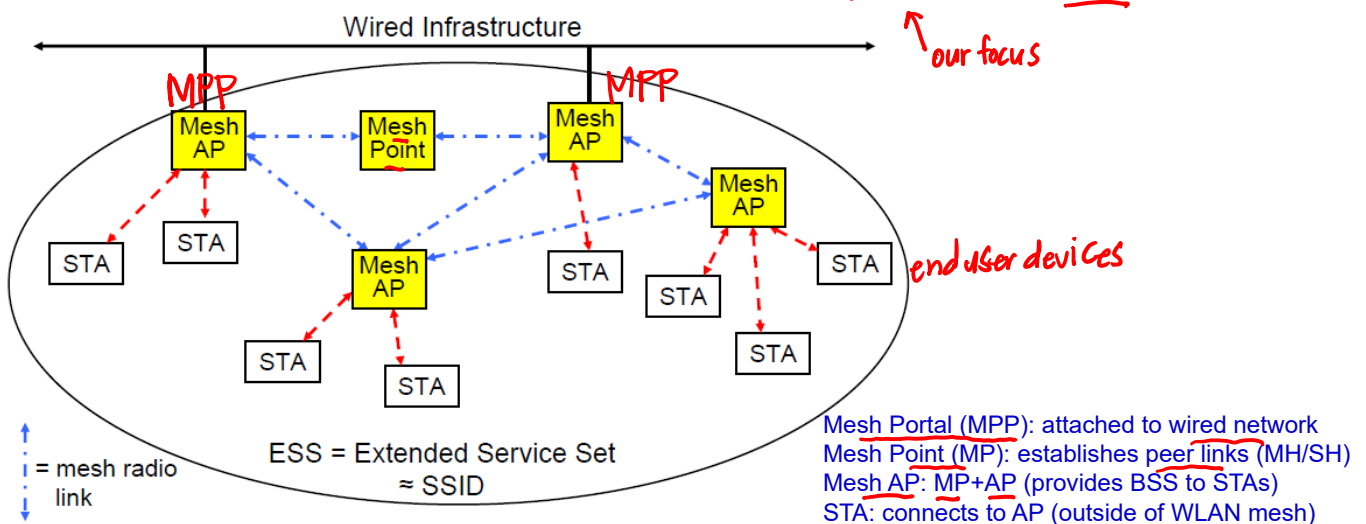 Wired Infrastructure
our focus
MPP
MPP
Mesh
AP
Mesh
Point
Mesh
AP
Mesh
AP
STA
STA
Mesh
AP
STA
STA
STA
end user devices
STA
STA
STA
ESS = Extended Service Set
≈ SSID
= mesh radio
link
Mesh Portal (MPP): attached to wired network
Mesh Point (MP): establishes peer links (MH/SH)
Mesh AP: MP+AP (provides BSS to STAs)
STA: connects to AP (outside of WLAN mesh)